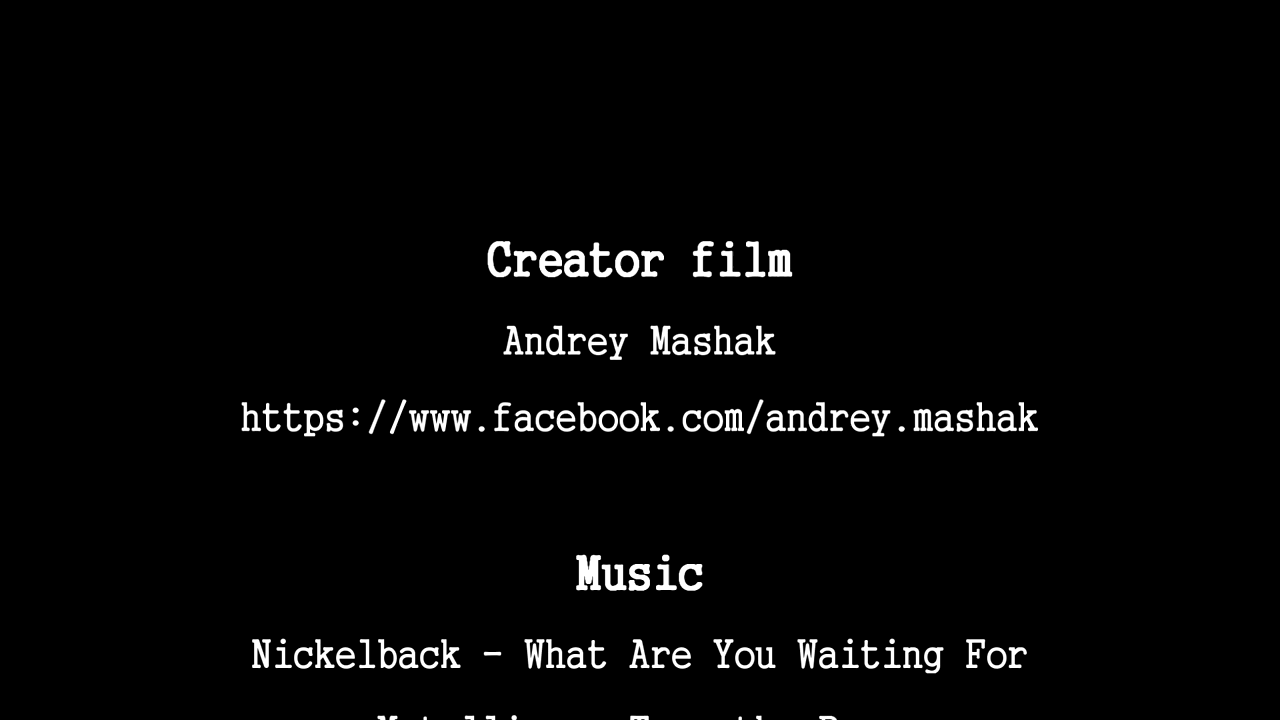 Creator film
Andrey Mashak
https://www.facebook.com/andrey.mashak
Music
Nickelback - What Are You Waiting For